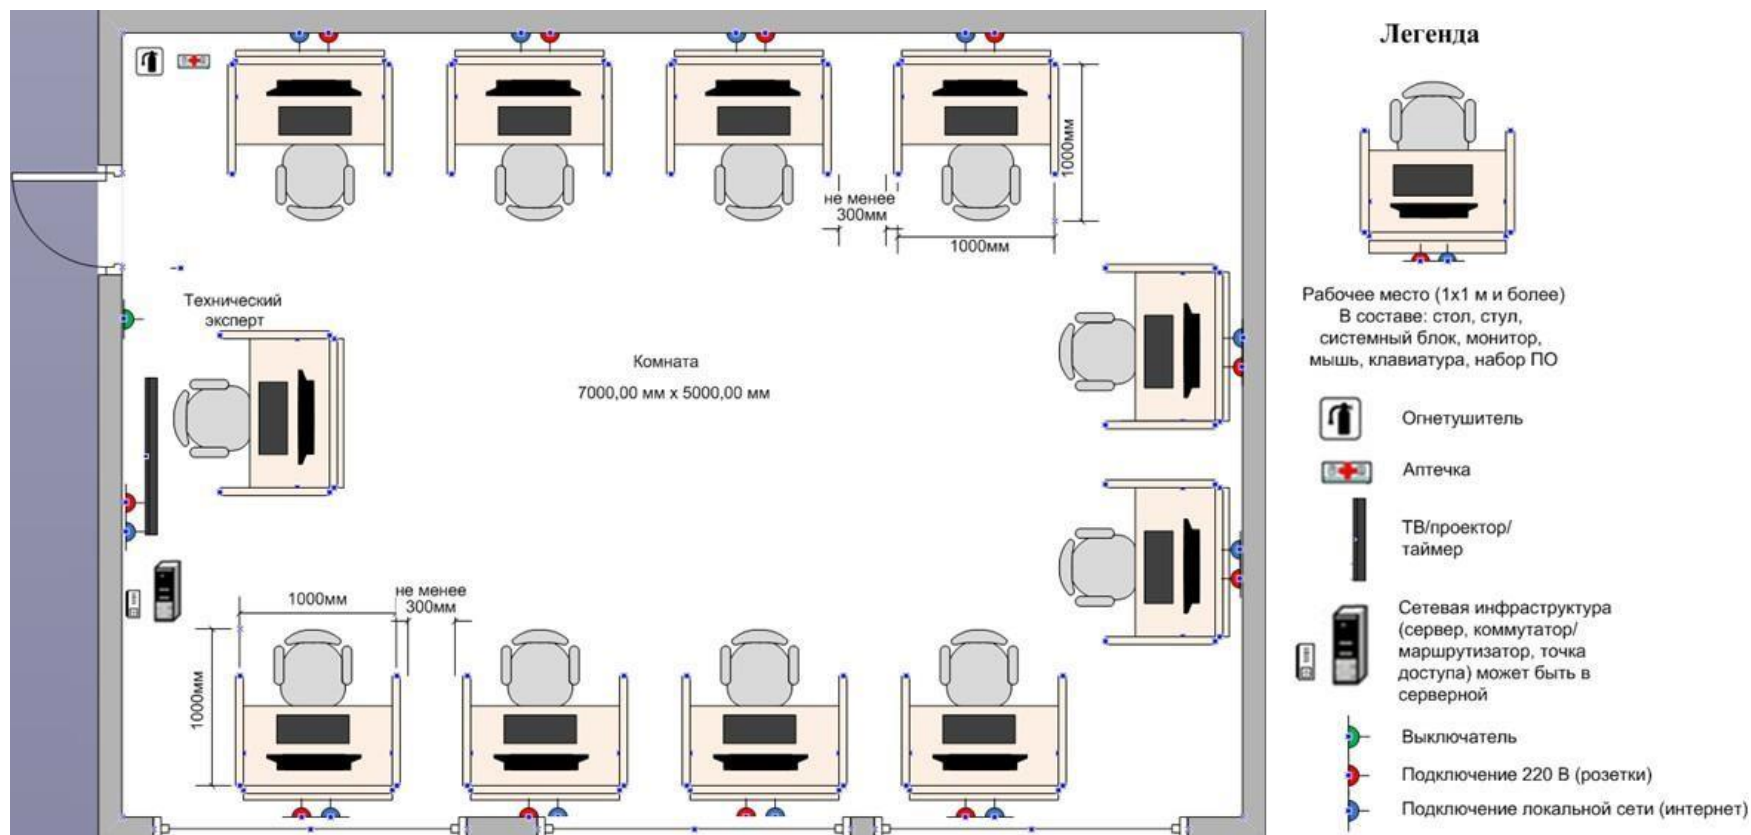 Легенда
не менее
300мм
1000мм
1000мм
Технический
эксперт
Комната
7000,00 мм x 5000,00 мм
1000мм
не менее
300мм
1000мм
Рабочее место (1x1 м и более)
В составе: стол, стул,
системный блок, монитор,
мышь, клавиатура, набор ПО
Огнетушитель
Аптечка
ТВ/проектор/
таймер
Сетевая инфраструктура
(сервер, коммутатор/
маршрутизатор, точка
доступа) может быть в
серверной
Выключатель
Подключение 220 В (розетки)
Подключение локальной сети (интернет)